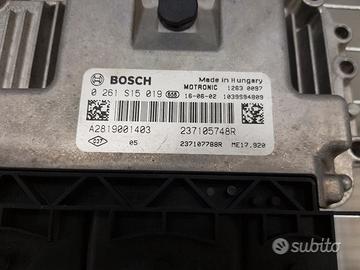 BOSCH
Made in Hungary
MOTRONIC 1263 0097
0 261 S15 019 16-06-02 1039S94809
A2819001403 237105748R
05 237107788R ME17.920
subito